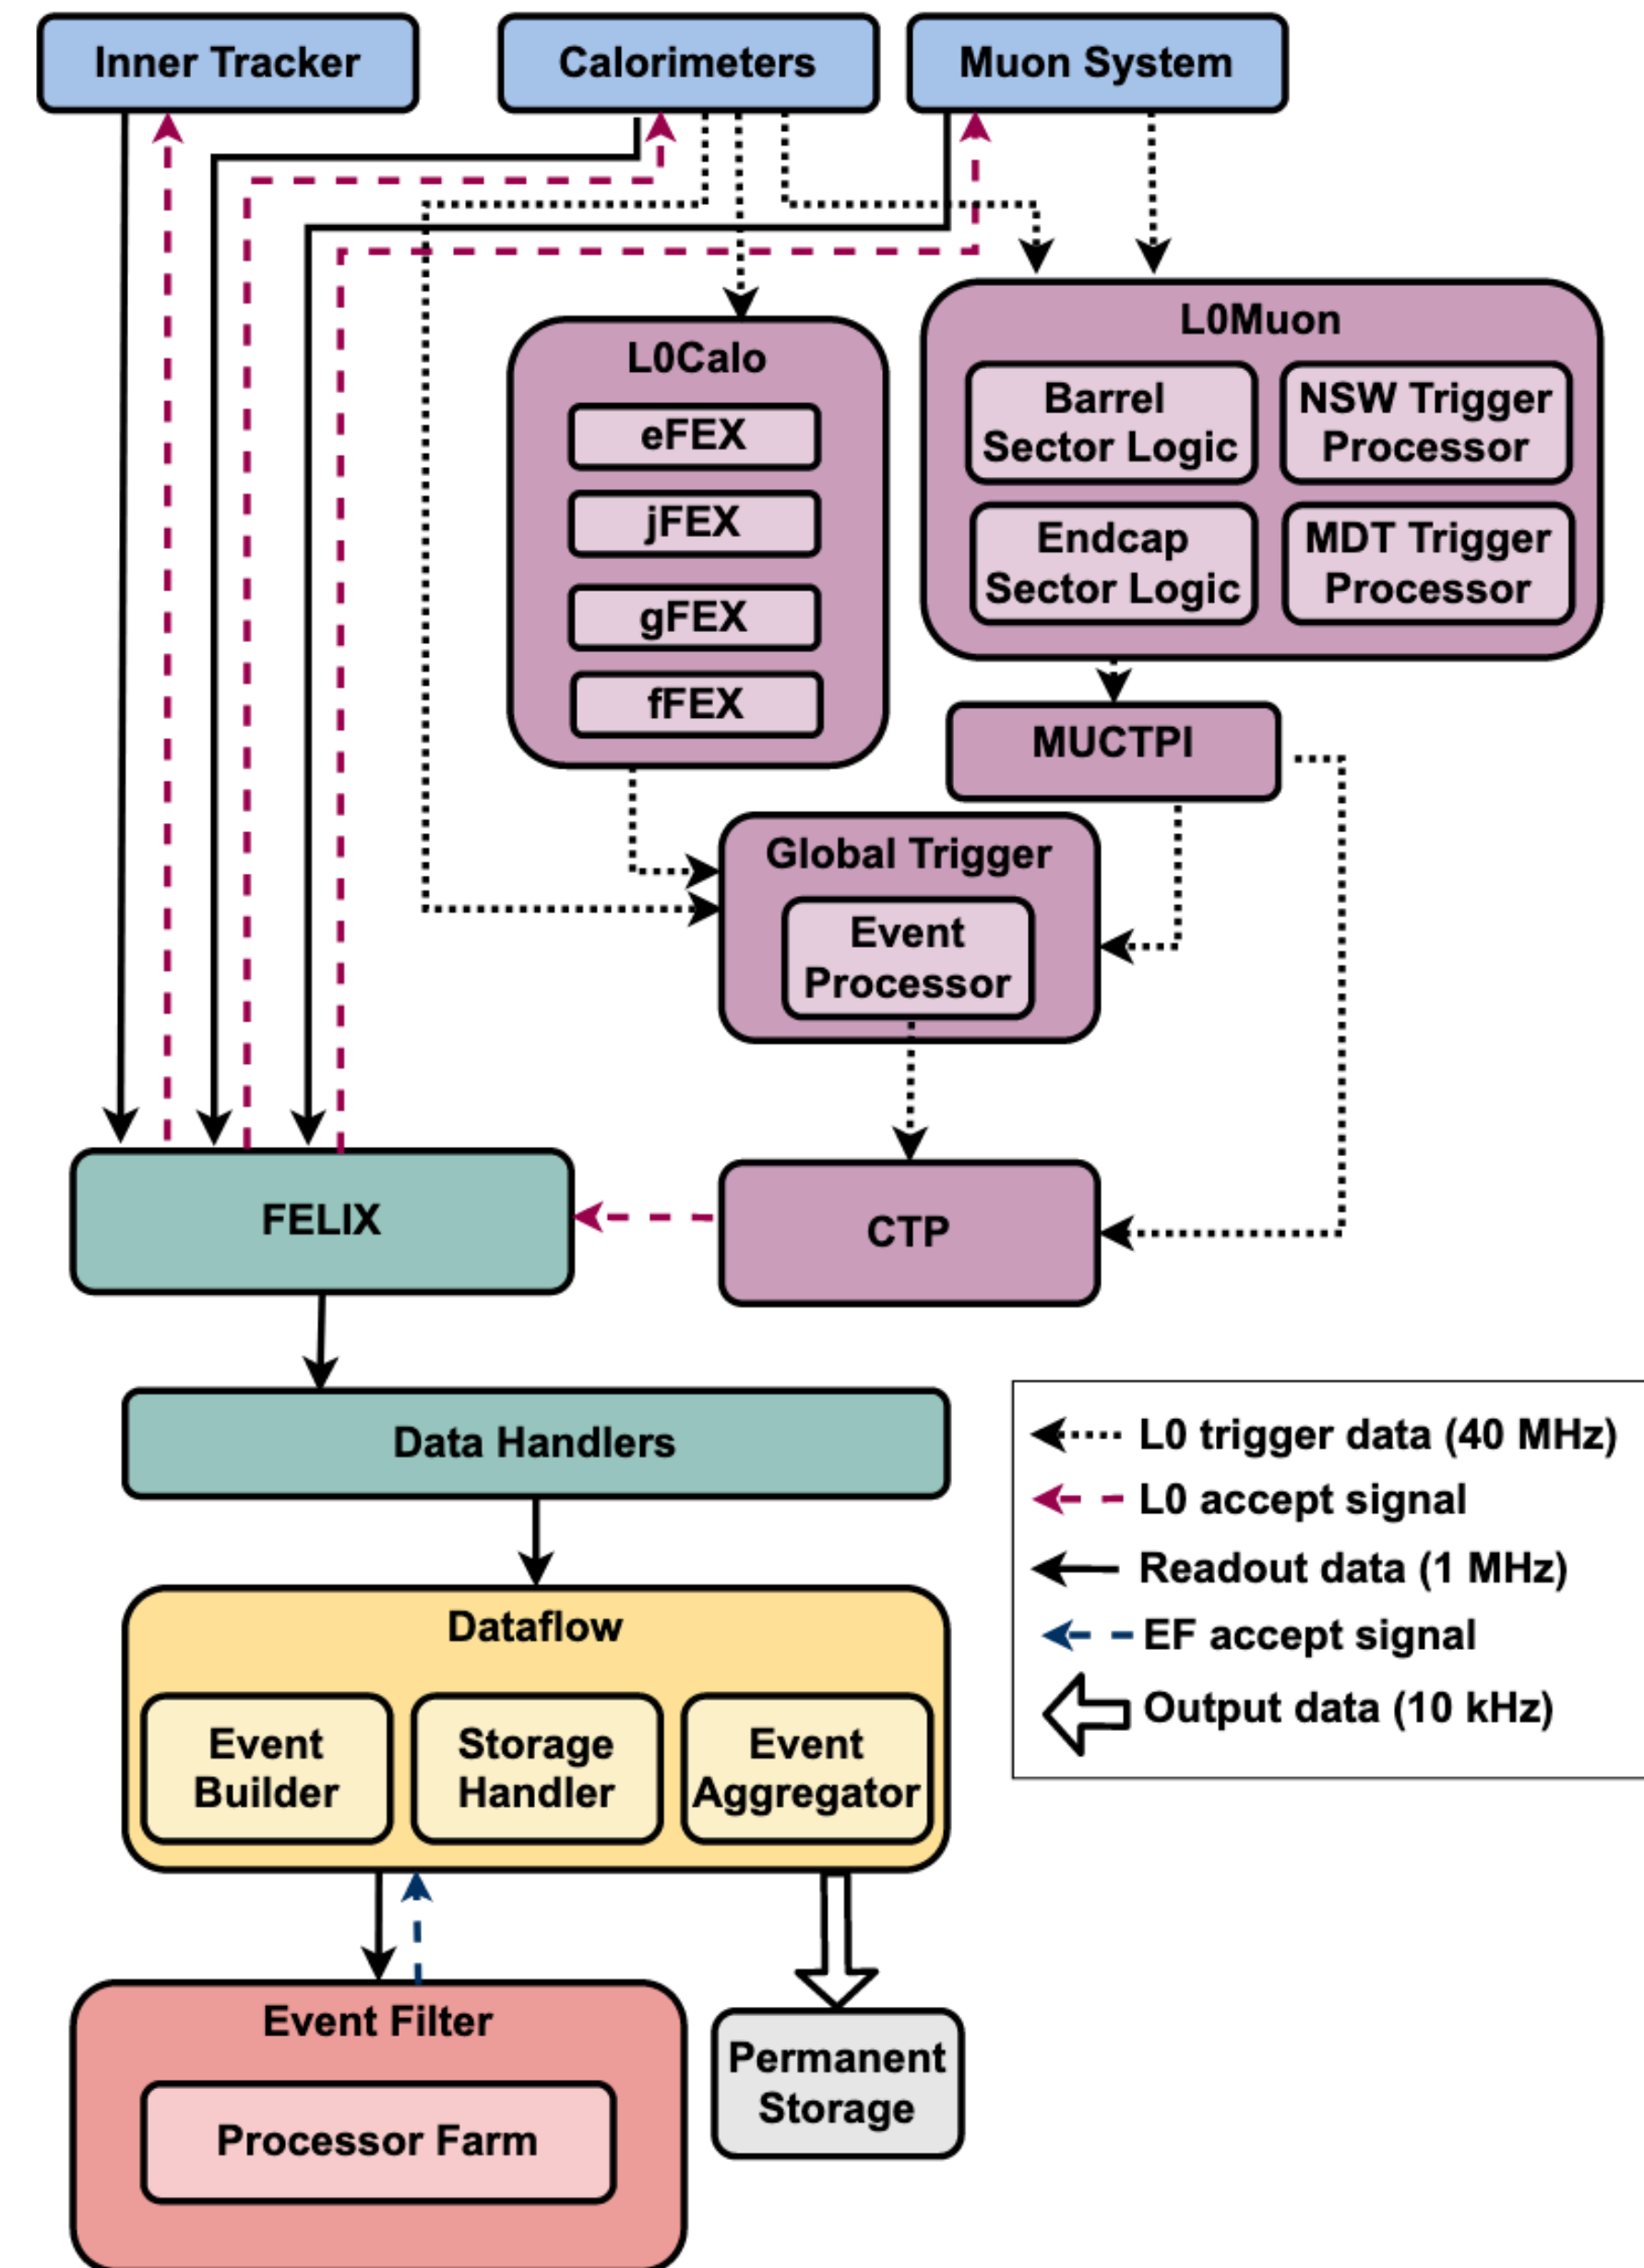 Inner Tracker
Calorimeters
Muon System
L0Calo
eFEX
jFEX
gFEX
fFEX
L0Muon
Barrel
Sector Logic
NSW Trigger
Processor
Endcap
Sector Logic
MDT Trigger
Processor
MUCTPI
Global Trigger
Event
Processor
FELIX
CTP
Data Handlers
L0 trigger data (40 MHz)
L0 accept signal
Readout data (1 MHz)
EF accept signal
Output data (10 kHz)
Dataflow
Event
Builder
Storage
Handler
Event
Aggregator
Event Filter
Processor Farm
Permanent
Storage